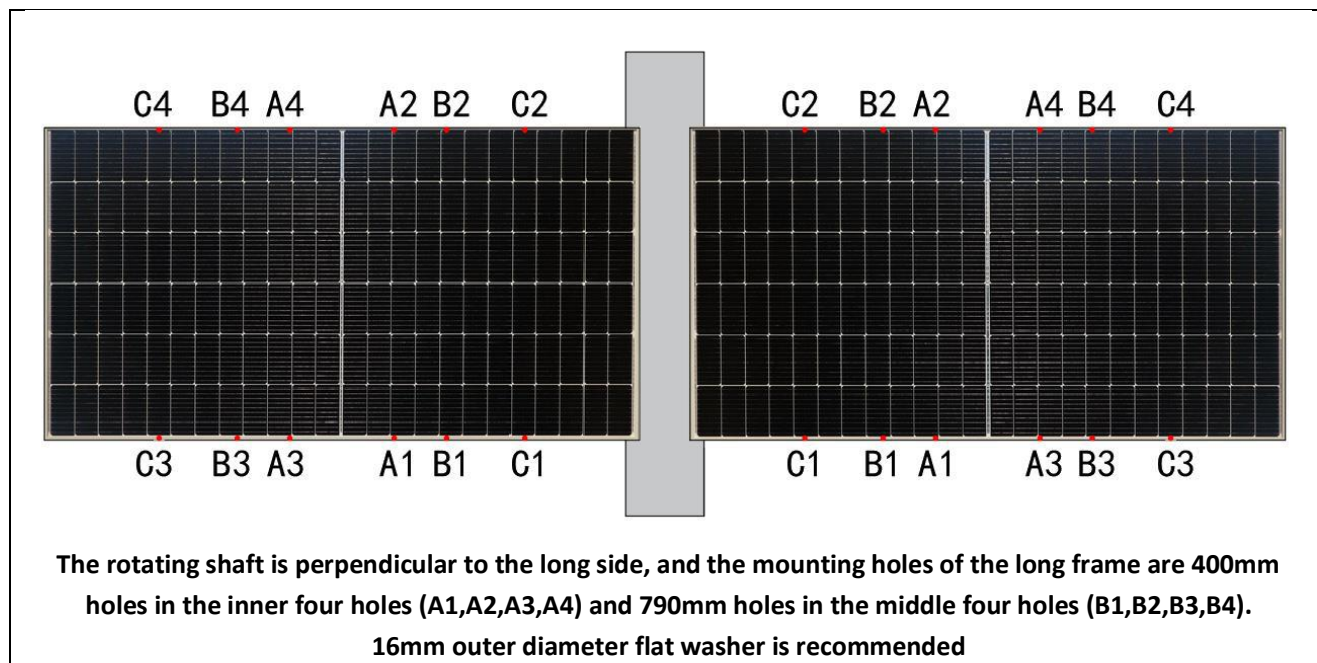 C4 B4 A4 A2 B2 C2 C2 B2 A2 A4 B4 C4
C3 B3 A3 A1 B1 C1 C1 B1 A1 A3 B3 C3
The rotating shaft is perpendicular to the long side, and the mounting holes of the long frame are 400mm
holes in the inner four holes (A1,A2,A3,A4) and 790mm holes in the middle four holes (B1,B2,B3,B4).
16mm outer diameter flat washer is recommended